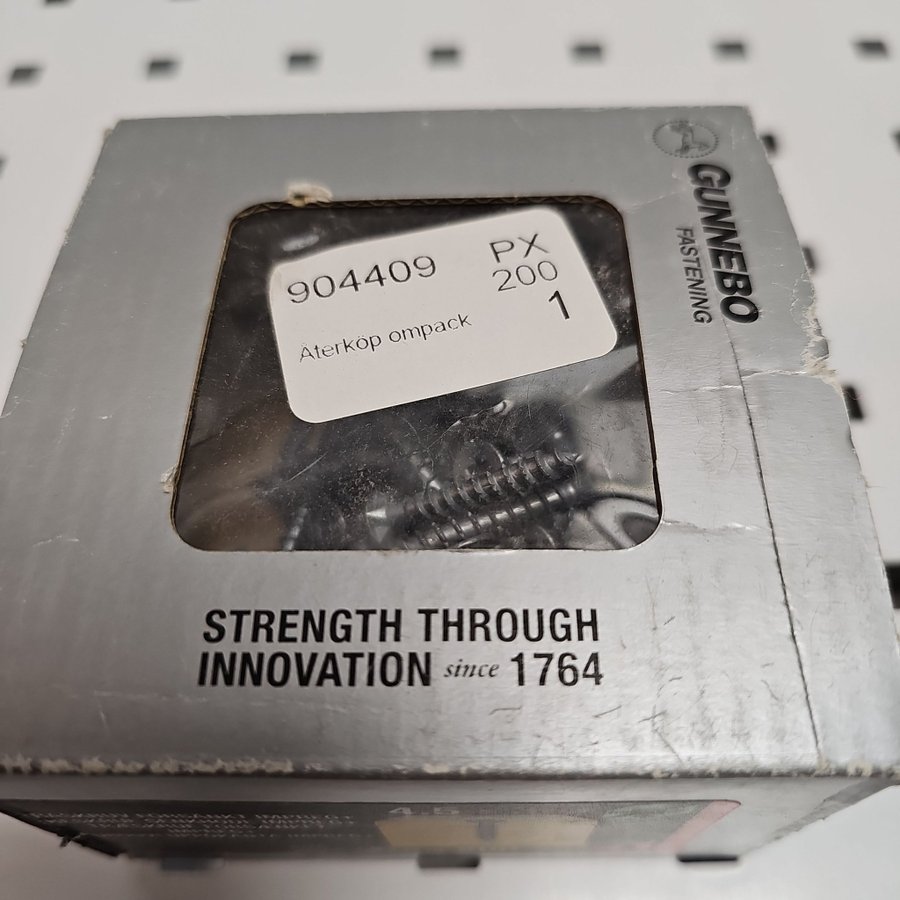 GUNNEBO
FASTENING
904409
PX
200
1
Återköp ompack
STRENGTH THROUGH
INNOVATION since 1764